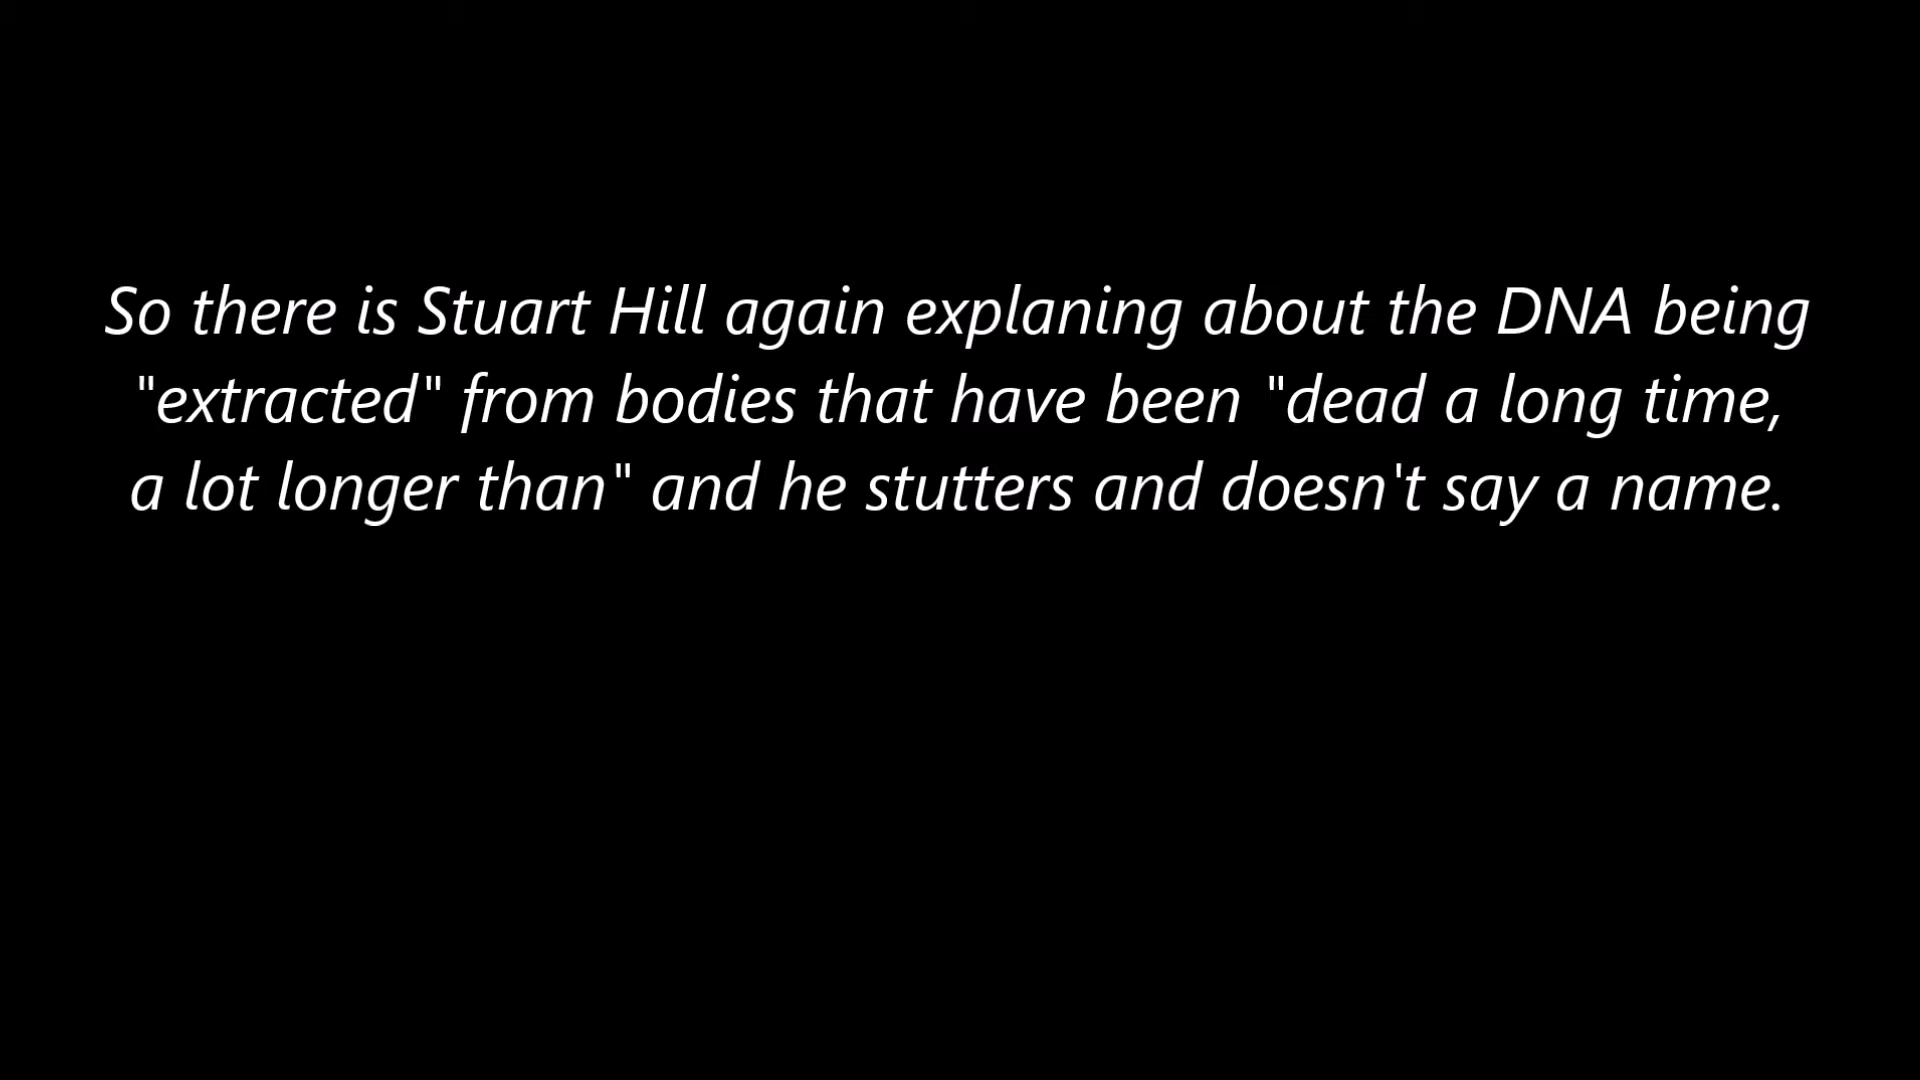 So there is Stuart Hill again explaning about the DNA being
"extracted" from bodies that have been "dead a long time,
a lot longer than" and he stutters and doesn't say a name.